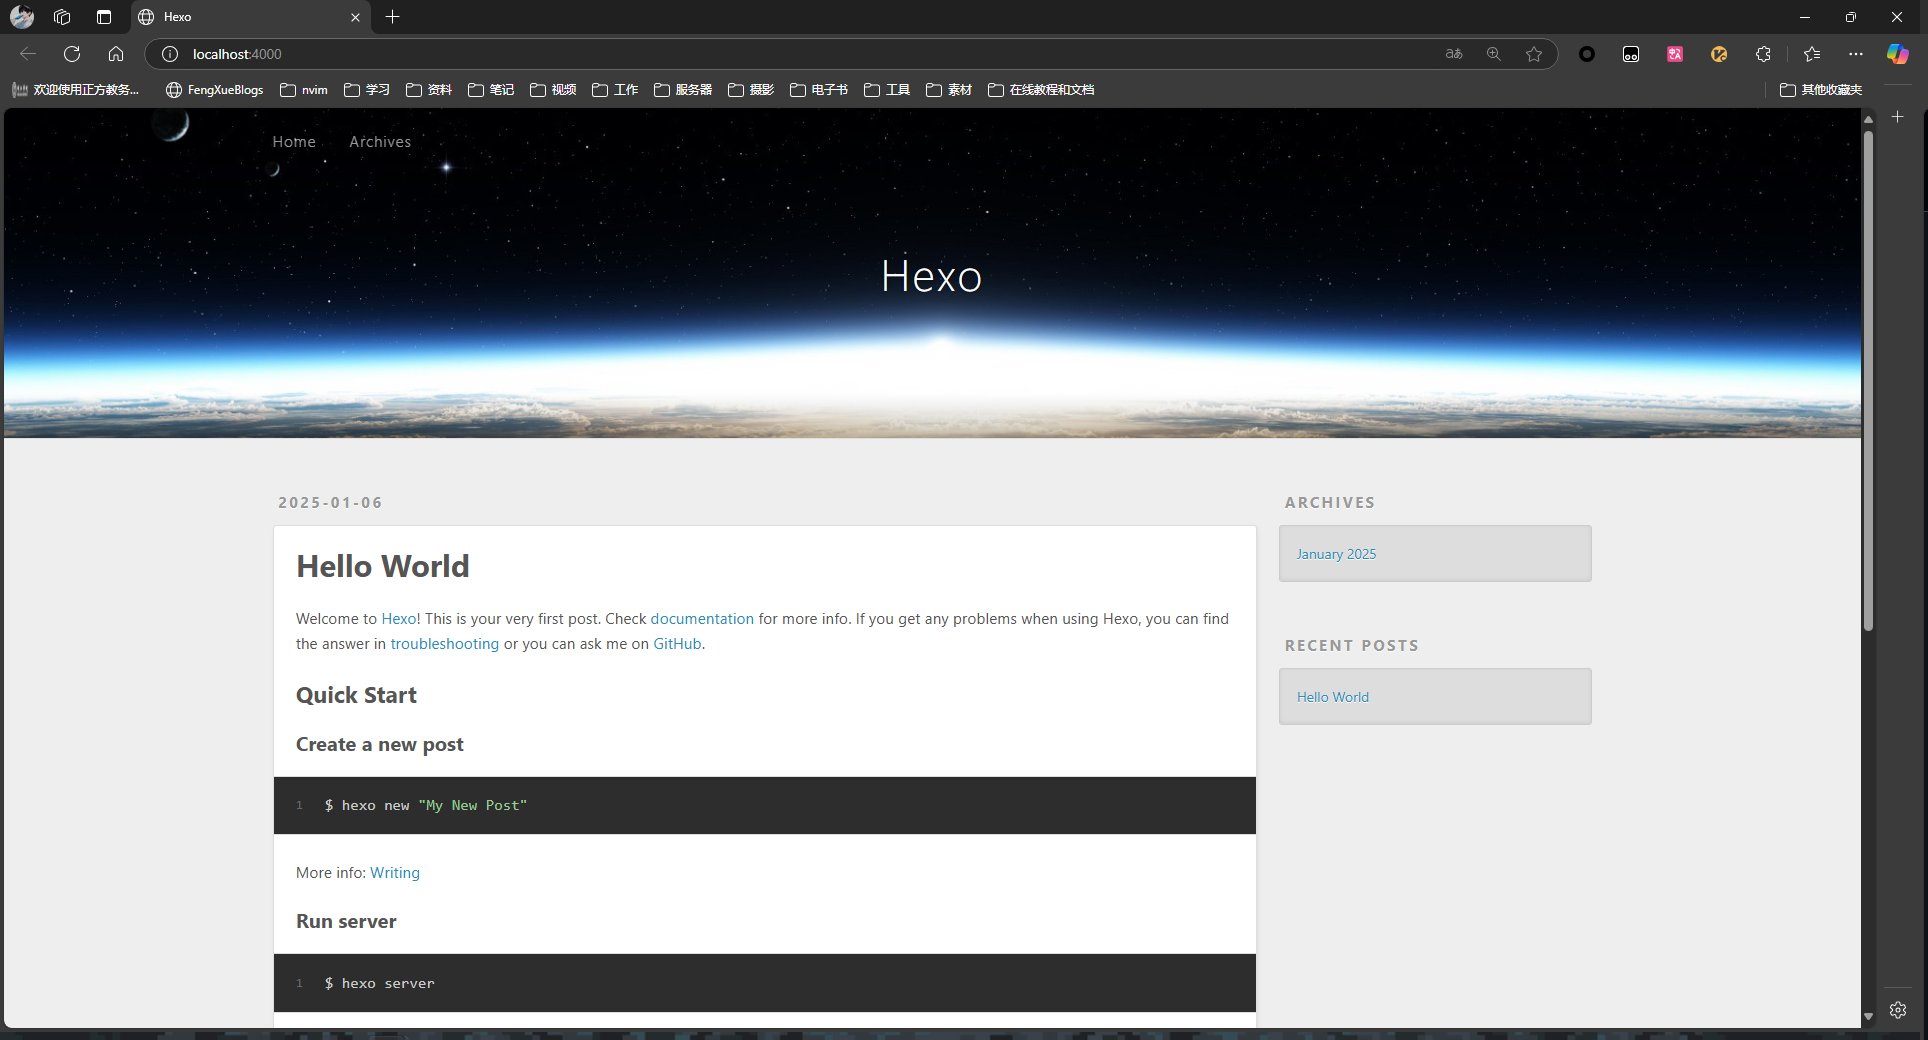 Hexo
localhost:4000
欢迎使用正方教务...
FengXueBlogs
nvim
学习
资料
笔记
视频
工作
服务器
摄影
电子书
工具
素材
在线教程和文档
其他收藏夹
Home
Archives
Hexo
2025-01-06
Hello World
Welcome to Hexo! This is your very first post. Check documentation for more info. If you get any problems when using Hexo, you can find
the answer in troubleshooting or you can ask me on GitHub.
Quick Start
Create a new post
1 $ hexo new "My New Post"
More info: Writing
Run server
1 $ hexo server
ARCHIVES
January 2025
RECENT POSTS
Hello World